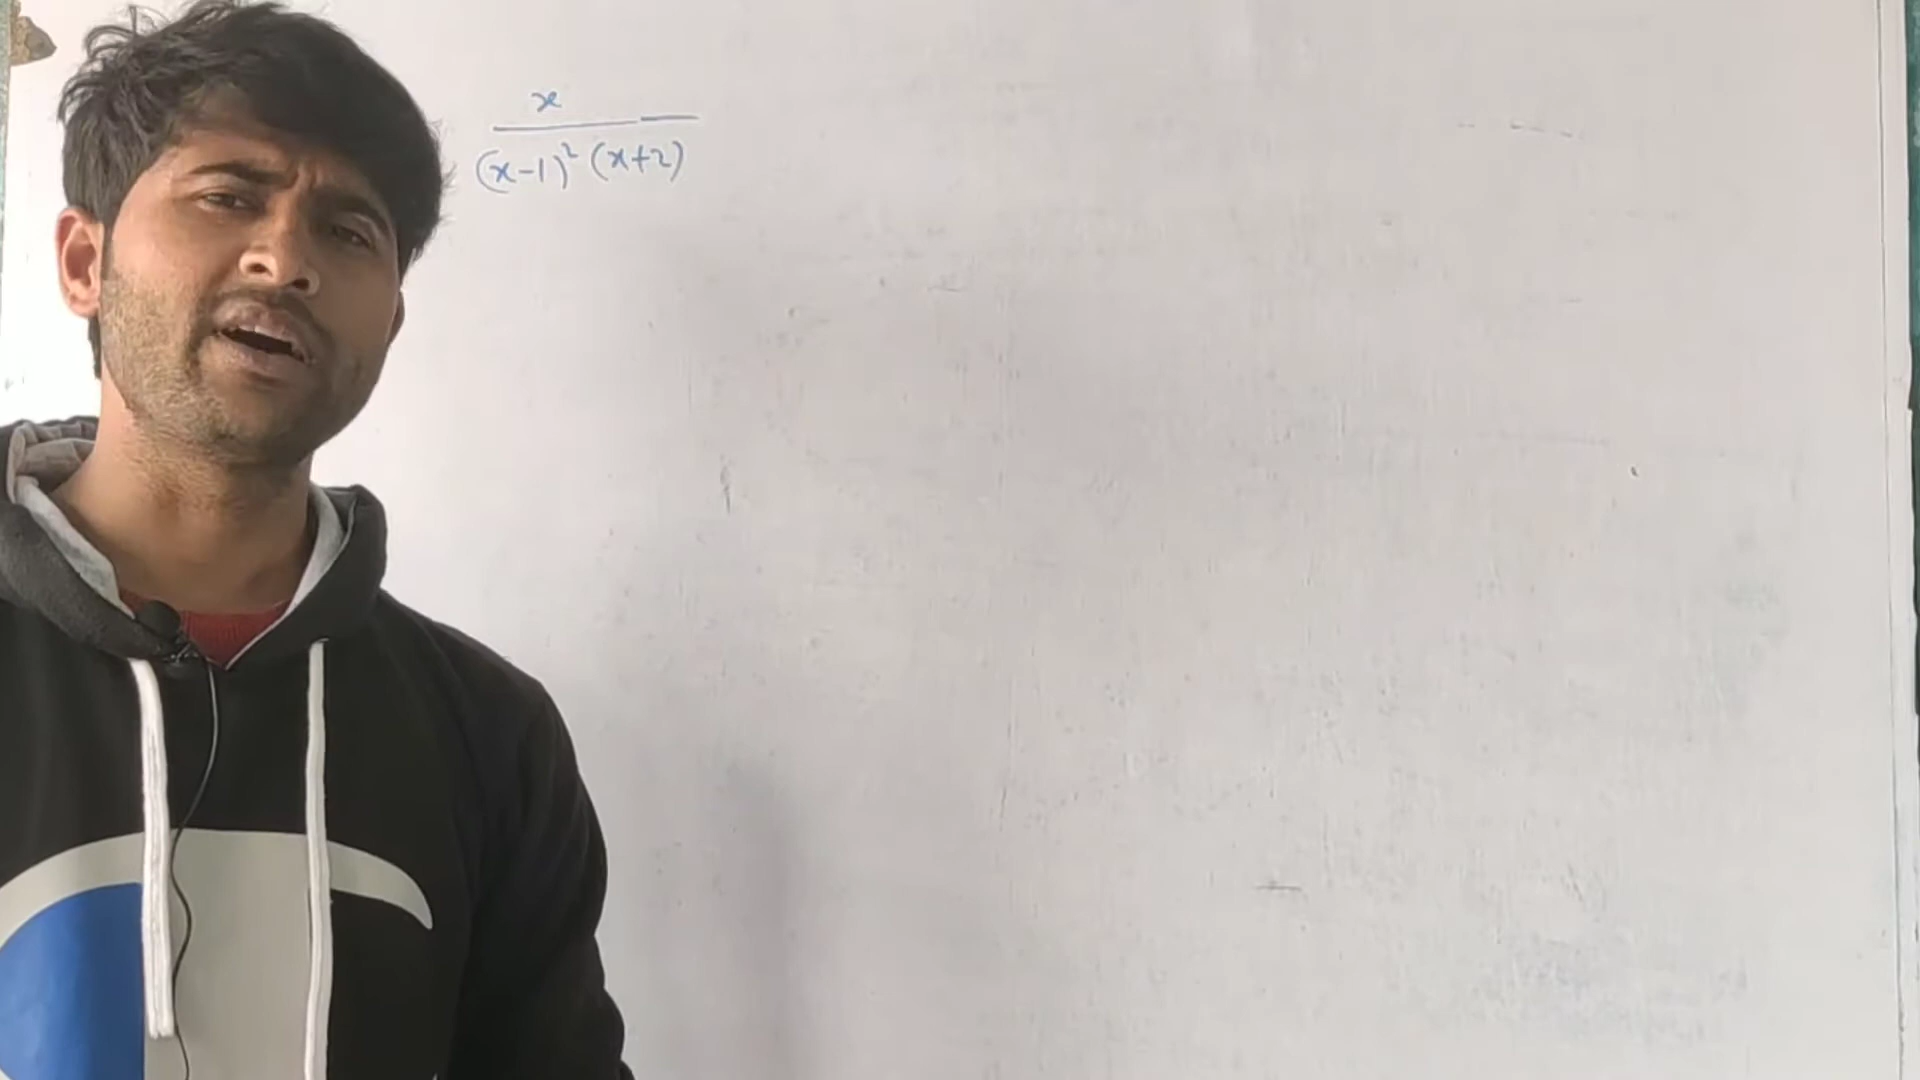 x
(x-1)² (x+2)